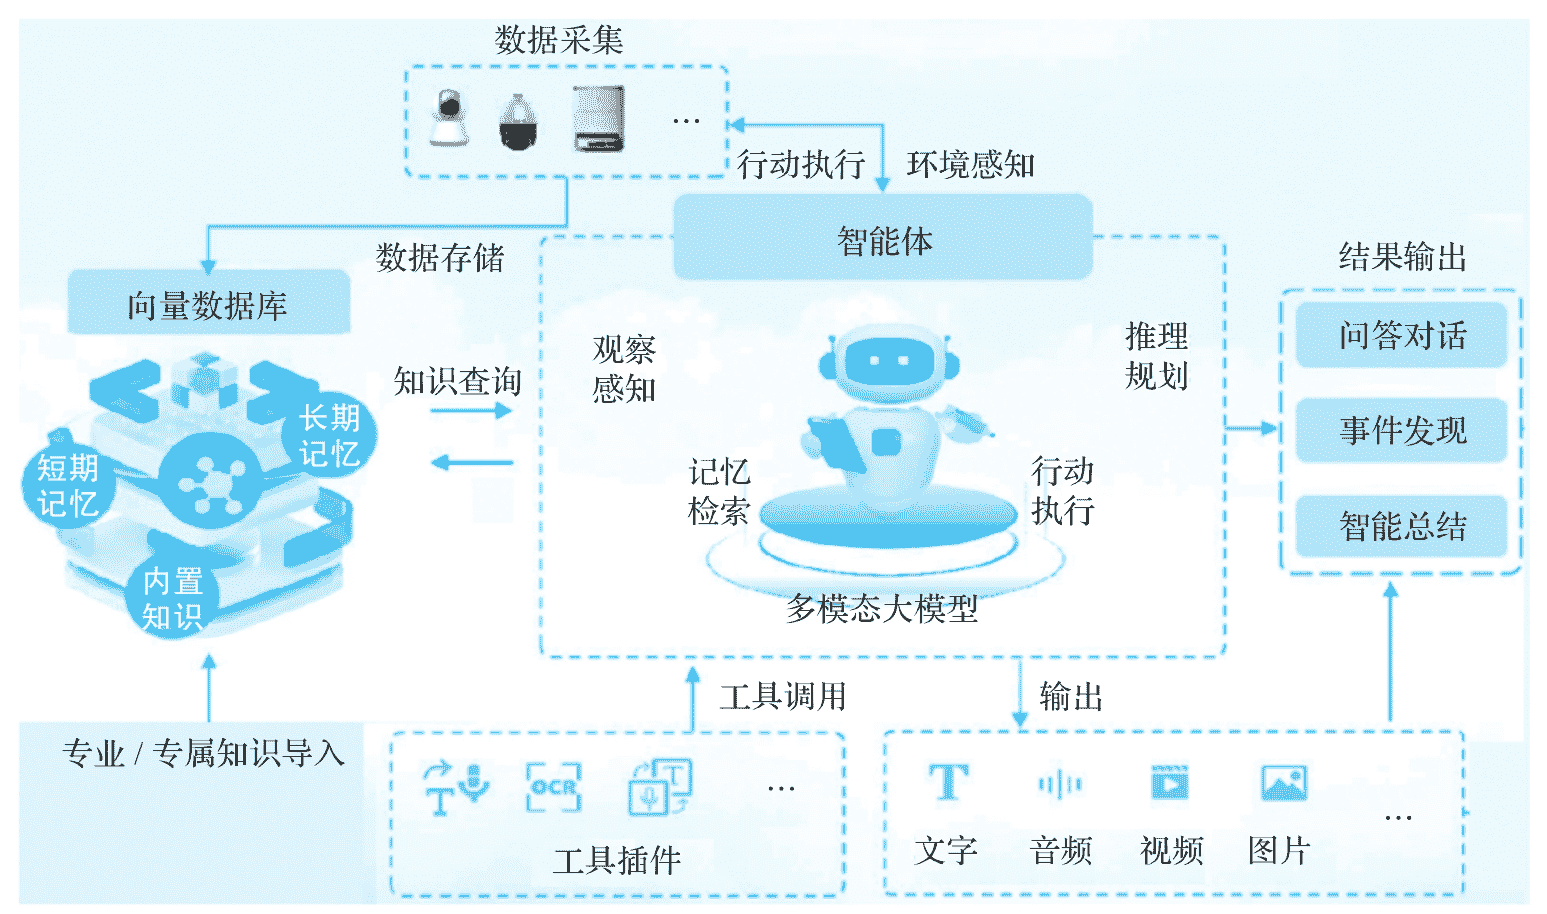 数据采集
…
行动执行
环境感知
智能体
数据存储
向量数据库
结果输出
问答对话
事件发现
智能总结
观察
感知
推理
规划
知识查询
长期
记忆
短期
记忆
内置
知识
记忆
检索
行动
执行
多模态大模型
工具调用
输出
专业 / 专属知识导入
T
OCR
T
…
工具插件
T
…
文字
音频
视频
图片